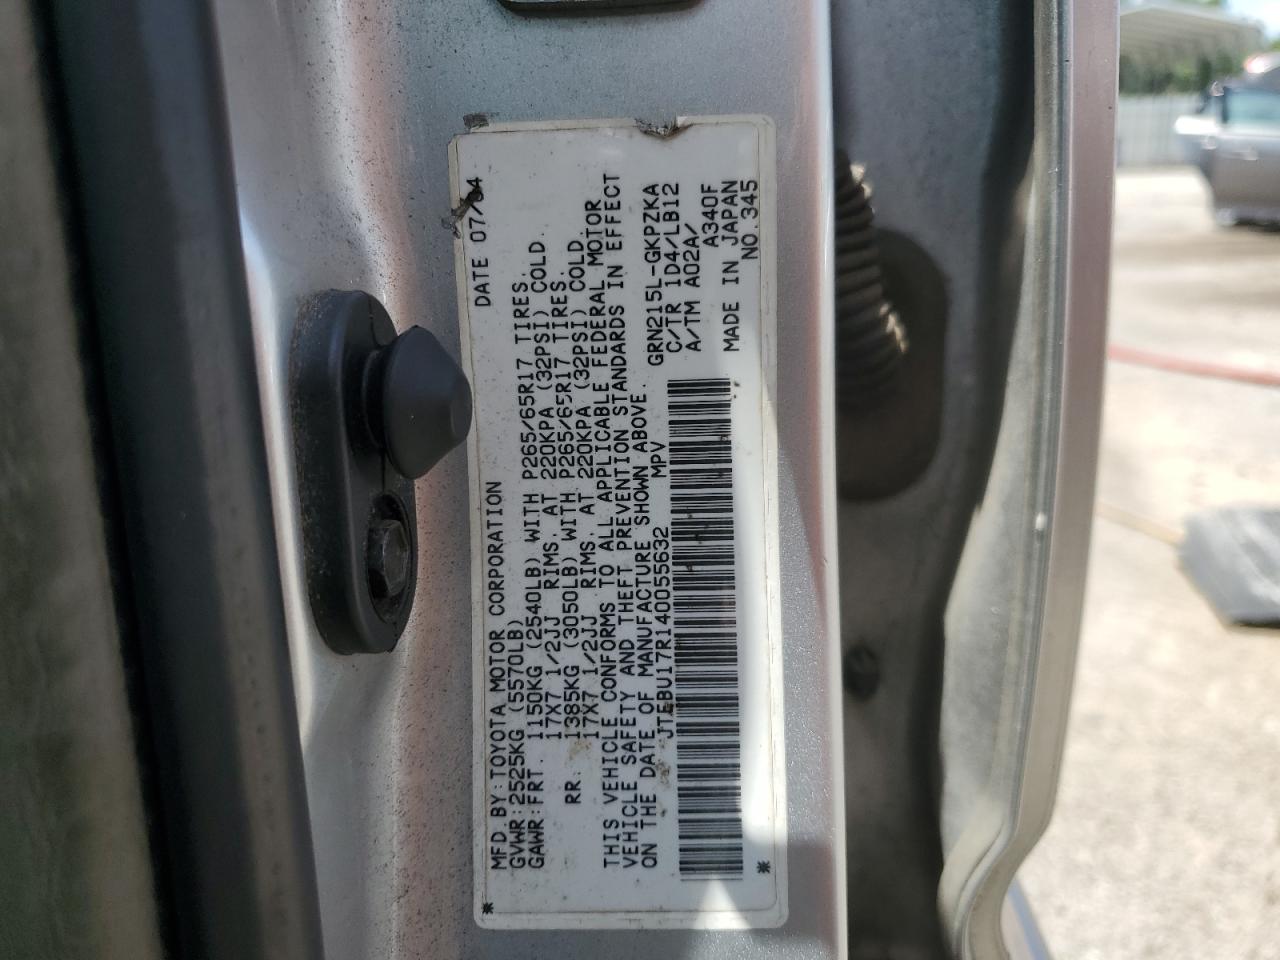 MFD. BY: TOYOTA MOTOR CORPORATION DATE 07/04
GVWR: 2525KG (5570LB)
GAWR: FRT. 1150KG (2540LB) WITH P265/65R17 TIRES.
17X7 1/2JJ RIMS. AT 220KPA (32PSI) COLD.
RR. 1385KG (3050LB) WITH P265/65R17 TIRES.
17X7 1/2JJ RIMS. AT 220KPA (32PSI) COLD.
THIS VEHICLE CONFORMS TO ALL APPLICABLE FEDERAL MOTOR
VEHICLE SAFETY AND THEFT PREVENTION STANDARDS IN EFFECT
ON THE DATE OF MANUFACTURE SHOWN ABOVE.
JTEBU17R140055632 MPV GRN215L-GKPZKA
C/TR 1D4/LB12
A/TM A02A/
A340F
MADE IN JAPAN
NO. 345